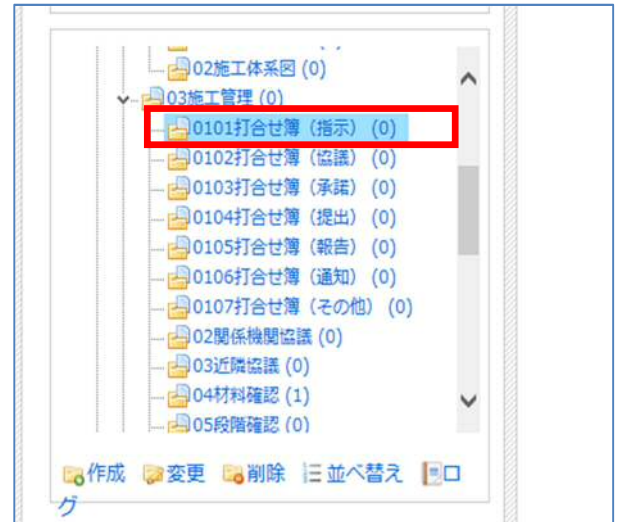 02施工体系図 (0)
03施工管理 (0)
0101打合せ簿（指示） (0)
0102打合せ簿（協議） (0)
0103打合せ簿（承諾） (0)
0104打合せ簿（提出） (0)
0105打合せ簿（報告） (0)
0106打合せ簿（通知） (0)
0107打合せ簿（その他） (0)
02関係機関協議 (0)
03近隣協議 (0)
04材料確認 (1)
05段階確認 (0)
作成 変更 削除 並べ替え ロ
グ